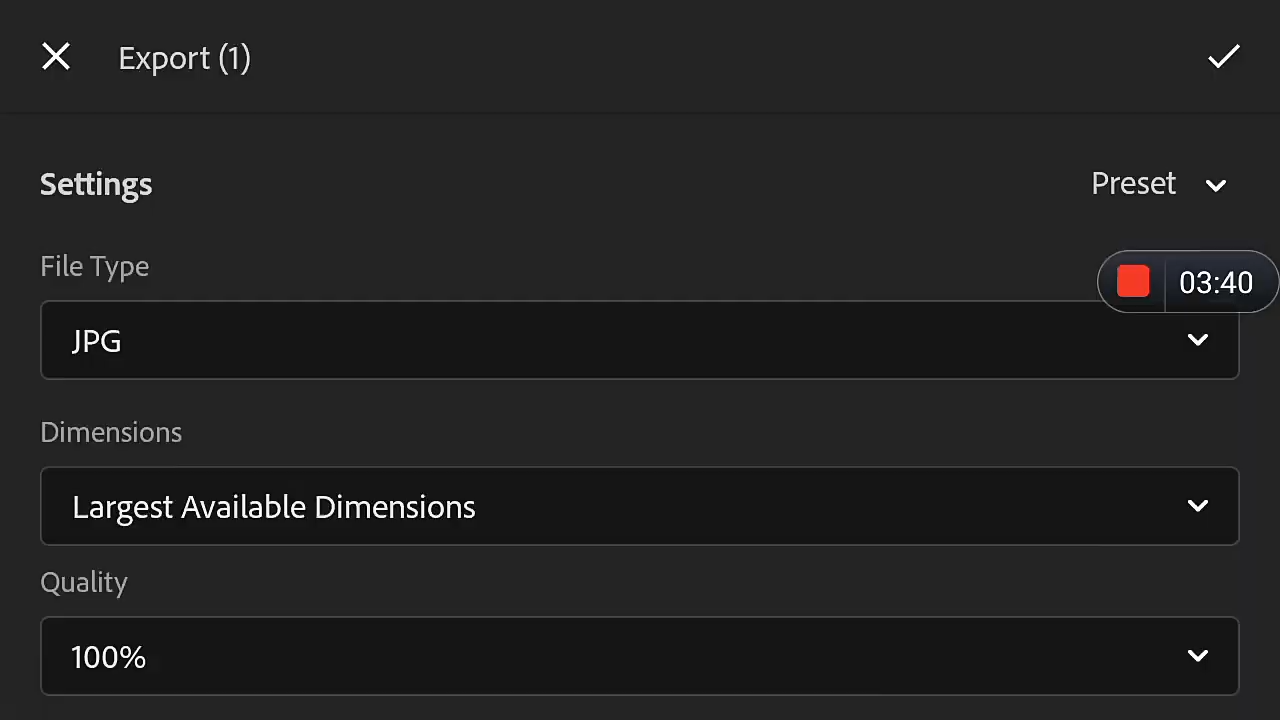 Export (1)
Settings
Preset
File Type
03:40
JPG
Dimensions
Largest Available Dimensions
Quality
100%